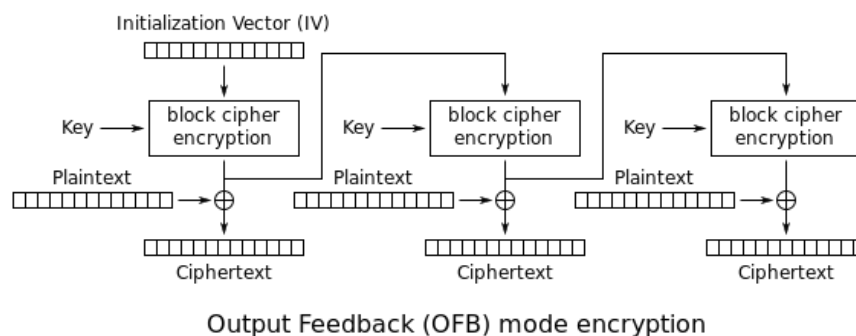 Initialization Vector (IV)
Key
block cipher
encryption
Key
block cipher
encryption
Key
block cipher
encryption
Plaintext
Plaintext
Plaintext
Ciphertext
Ciphertext
Ciphertext
Output Feedback (OFB) mode encryption